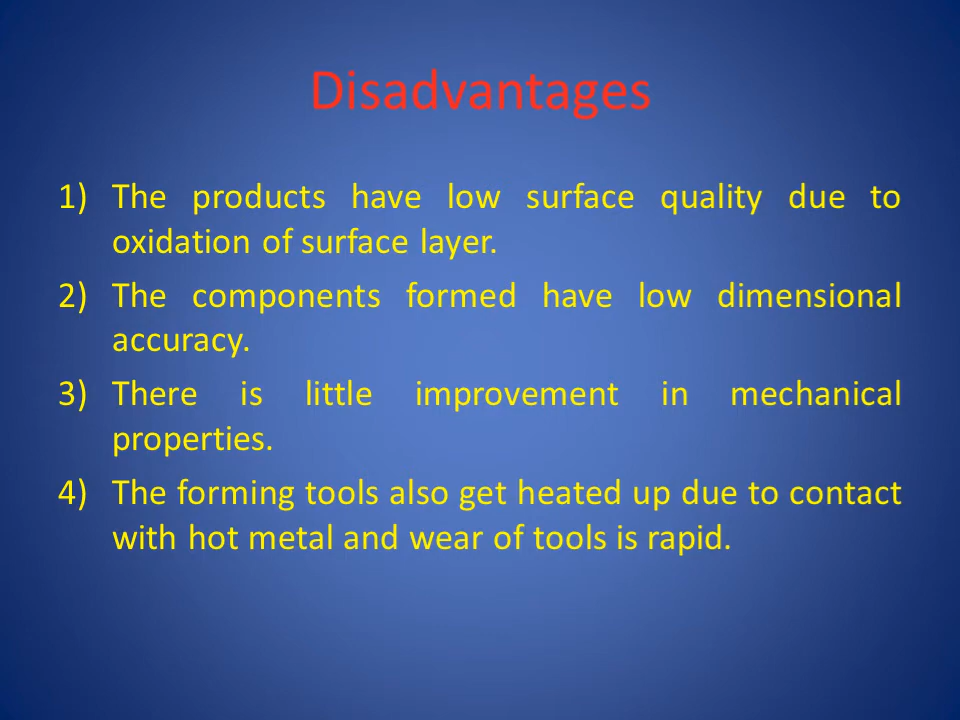 Disadvantages
1) The products have low surface quality due to
oxidation of surface layer.
2) The components formed have low dimensional
accuracy.
3) There is little improvement in mechanical
properties.
4) The forming tools also get heated up due to contact
with hot metal and wear of tools is rapid.